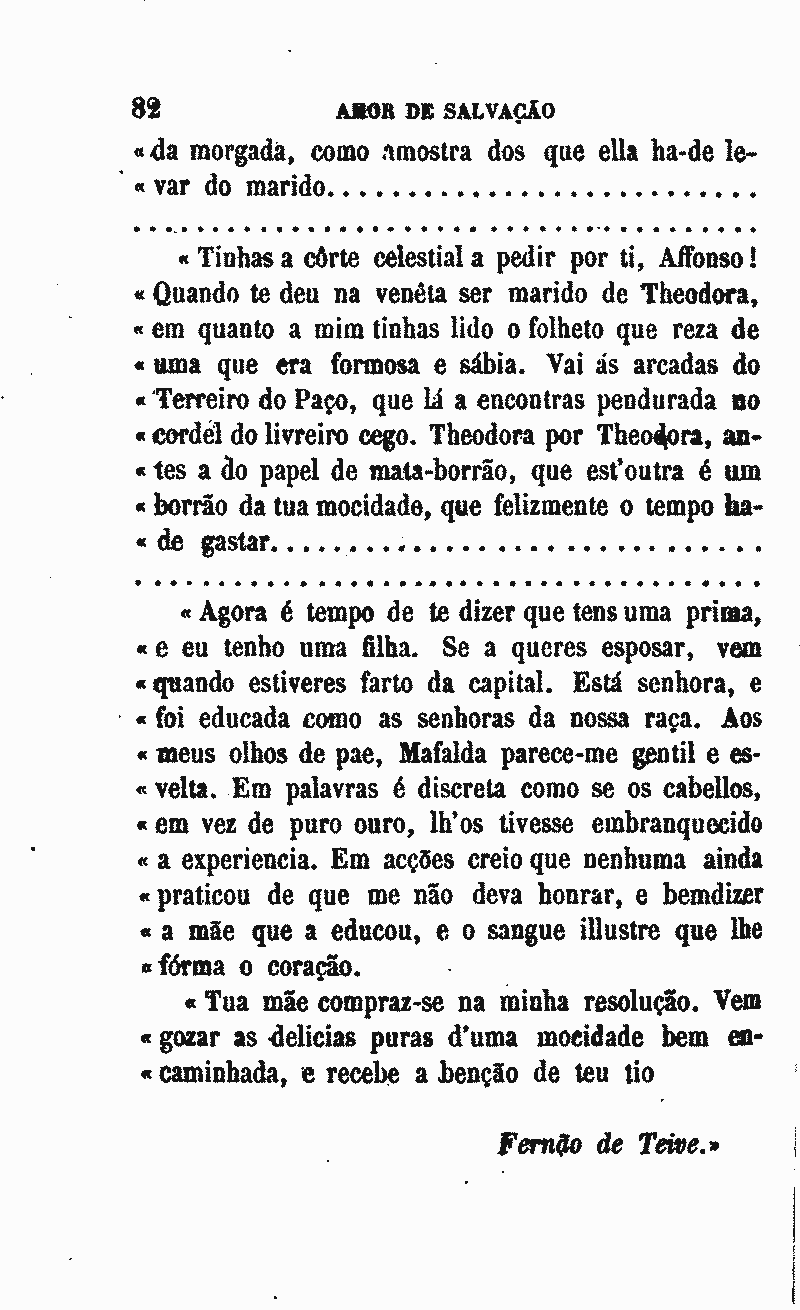 82 AMOR DE SALVAÇÃO
«da morgada, como amostra dos que ella ha-de le-
« var do marido. . . . . . . . . . . . . . . . . . . . . . . . . . .
. . . . . . . . . . . . . . . . . . . . . . . . . . . . . . . . . . . . . .
« Tinhas a côrte celestial a pedir por ti, Affonso!
« Quando te deu na venêta ser marido de Theodora,
« em quanto a mim tinhas lido o folheto que reza de
« uma que era formosa e sábia. Vai ás arcadas do
« Terreiro do Paço, que lá a encontras pendurada no
« cordél do livreiro cego. Theodora por Theodora, an-
« tes a do papel de mata-borrão, que est'outra é um
« borrão da tua mocidade, que felizmente o tempo ha-
« de gastar. . . . . . . . . . . . . . . . . . . . . . . . . . . . . .
. . . . . . . . . . . . . . . . . . . . . . . . . . . . . . . . . . . . . .
« Agora é tempo de te dizer que tens uma prima,
« e eu tenho uma filha. Se a queres esposar, vem
« quando estiveres farto da capital. Está senhora, e
« foi educada como as senhoras da nossa raça. Aos
« meus olhos de pae, Mafalda parece-me gentil e es-
« velta. Em palavras é discreta como se os cabellos,
« em vez de puro ouro, lh'os tivesse embranquecido
« a experiencia. Em acções creio que nenhuma ainda
« praticou de que me não deva honrar, e bemdizer
« a mãe que a educou, e o sangue illustre que lhe
« fórma o coração.
« Tua mãe compraz-se na minha resolução. Vem
« gozar as delicias puras d'uma mocidade bem en-
« caminhada, e recebe a benção de teu tio
Fernão de Teive.»